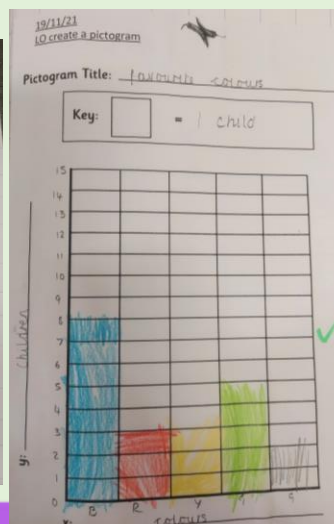 19/11/21
LO create a pictogram
Pictogram Title: favourite colours
Key: = 1 child
15
14
13
12
11
10
9
8
7
6
5
4
3
2
1
0
y: children
B R Y G S
x: colours